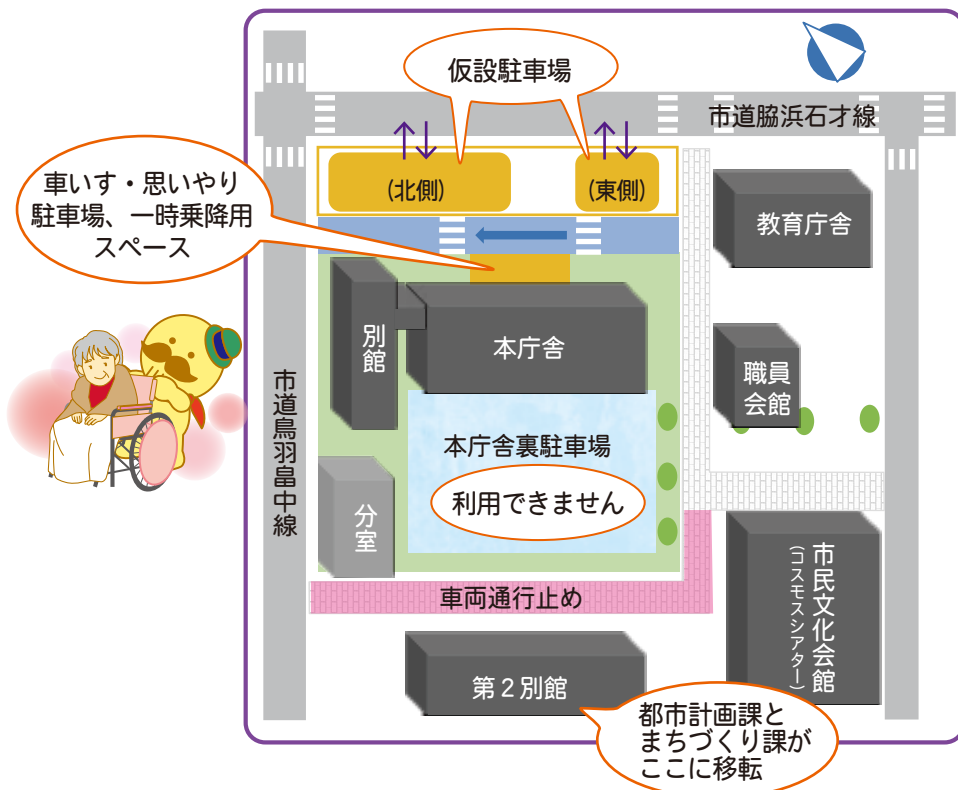 仮設駐車場
市道脇浜石才線
車いす・思いやり
駐車場、一時乗降用
スペース
(北側)
(東側)
教育庁舎
別館
本庁舎
職員
会館
市道鳥羽畠中線
本庁舎裏駐車場
利用できません
分室
車両通行止め
市民文化会館
(コスモスシアター)
第2別館
都市計画課と
まちづくり課が
ここに移転